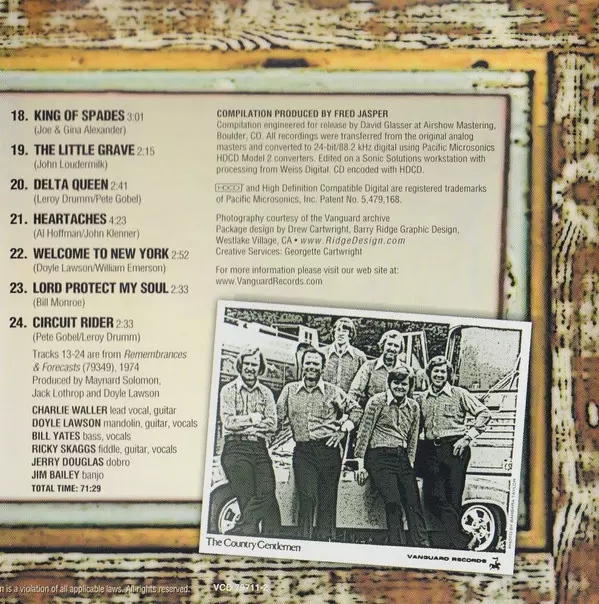 18. KING OF SPADES 3:01
(Joe & Gina Alexander)
19. THE LITTLE GRAVE 2:15
(John Loudermilk)
20. DELTA QUEEN 2:41
(Leroy Drumm/Pete Gobel)
21. HEARTACHES 4:23
(Al Hoffman/John Klenner)
22. WELCOME TO NEW YORK 2:52
(Doyle Lawson/William Emerson)
23. LORD PROTECT MY SOUL 2:33
(Bill Monroe)
24. CIRCUIT RIDER 2:33
(Pete Gobel/Leroy Drumm)
Tracks 13-24 are from Remembrances
& Forecasts (79349), 1974
Produced by Maynard Solomon,
Jack Lothrop and Doyle Lawson
CHARLIE WALLER lead vocal, guitar
DOYLE LAWSON mandolin, guitar, vocals
BILL YATES bass, vocals
RICKY SKAGGS fiddle, guitar, vocals
JERRY DOUGLAS dobro
JIM BAILEY banjo
TOTAL TIME: 71:29
COMPILATION PRODUCED BY FRED JASPER
Compilation engineered for release by David Glasser at Airshow Mastering,
Boulder, CO. All recordings were transferred from the original analog
masters and converted to 24-bit/88.2 kHz digital using Pacific Microsonics
HDCD Model 2 converters. Edited on a Sonic Solutions workstation with
processing from Weiss Digital. CD encoded with HDCD.
HDCD and High Definition Compatible Digital are registered trademarks
of Pacific Microsonics, Inc. Patent No. 5,479,168.
Photography courtesy of the Vanguard archive
Package design by Drew Cartwright, Barry Ridge Graphic Design,
Westlake Village, CA • www.RidgeDesign.com
Creative Services: Georgette Cartwright
For more information please visit our web site at:
www.VanguardRecords.com
PHOTO BY BARBARA TAYLOR
The Country Gentlemen
VANGUARD RECORDS
n is a violation of all applicable laws. All rights reserved. VCD 79711-2